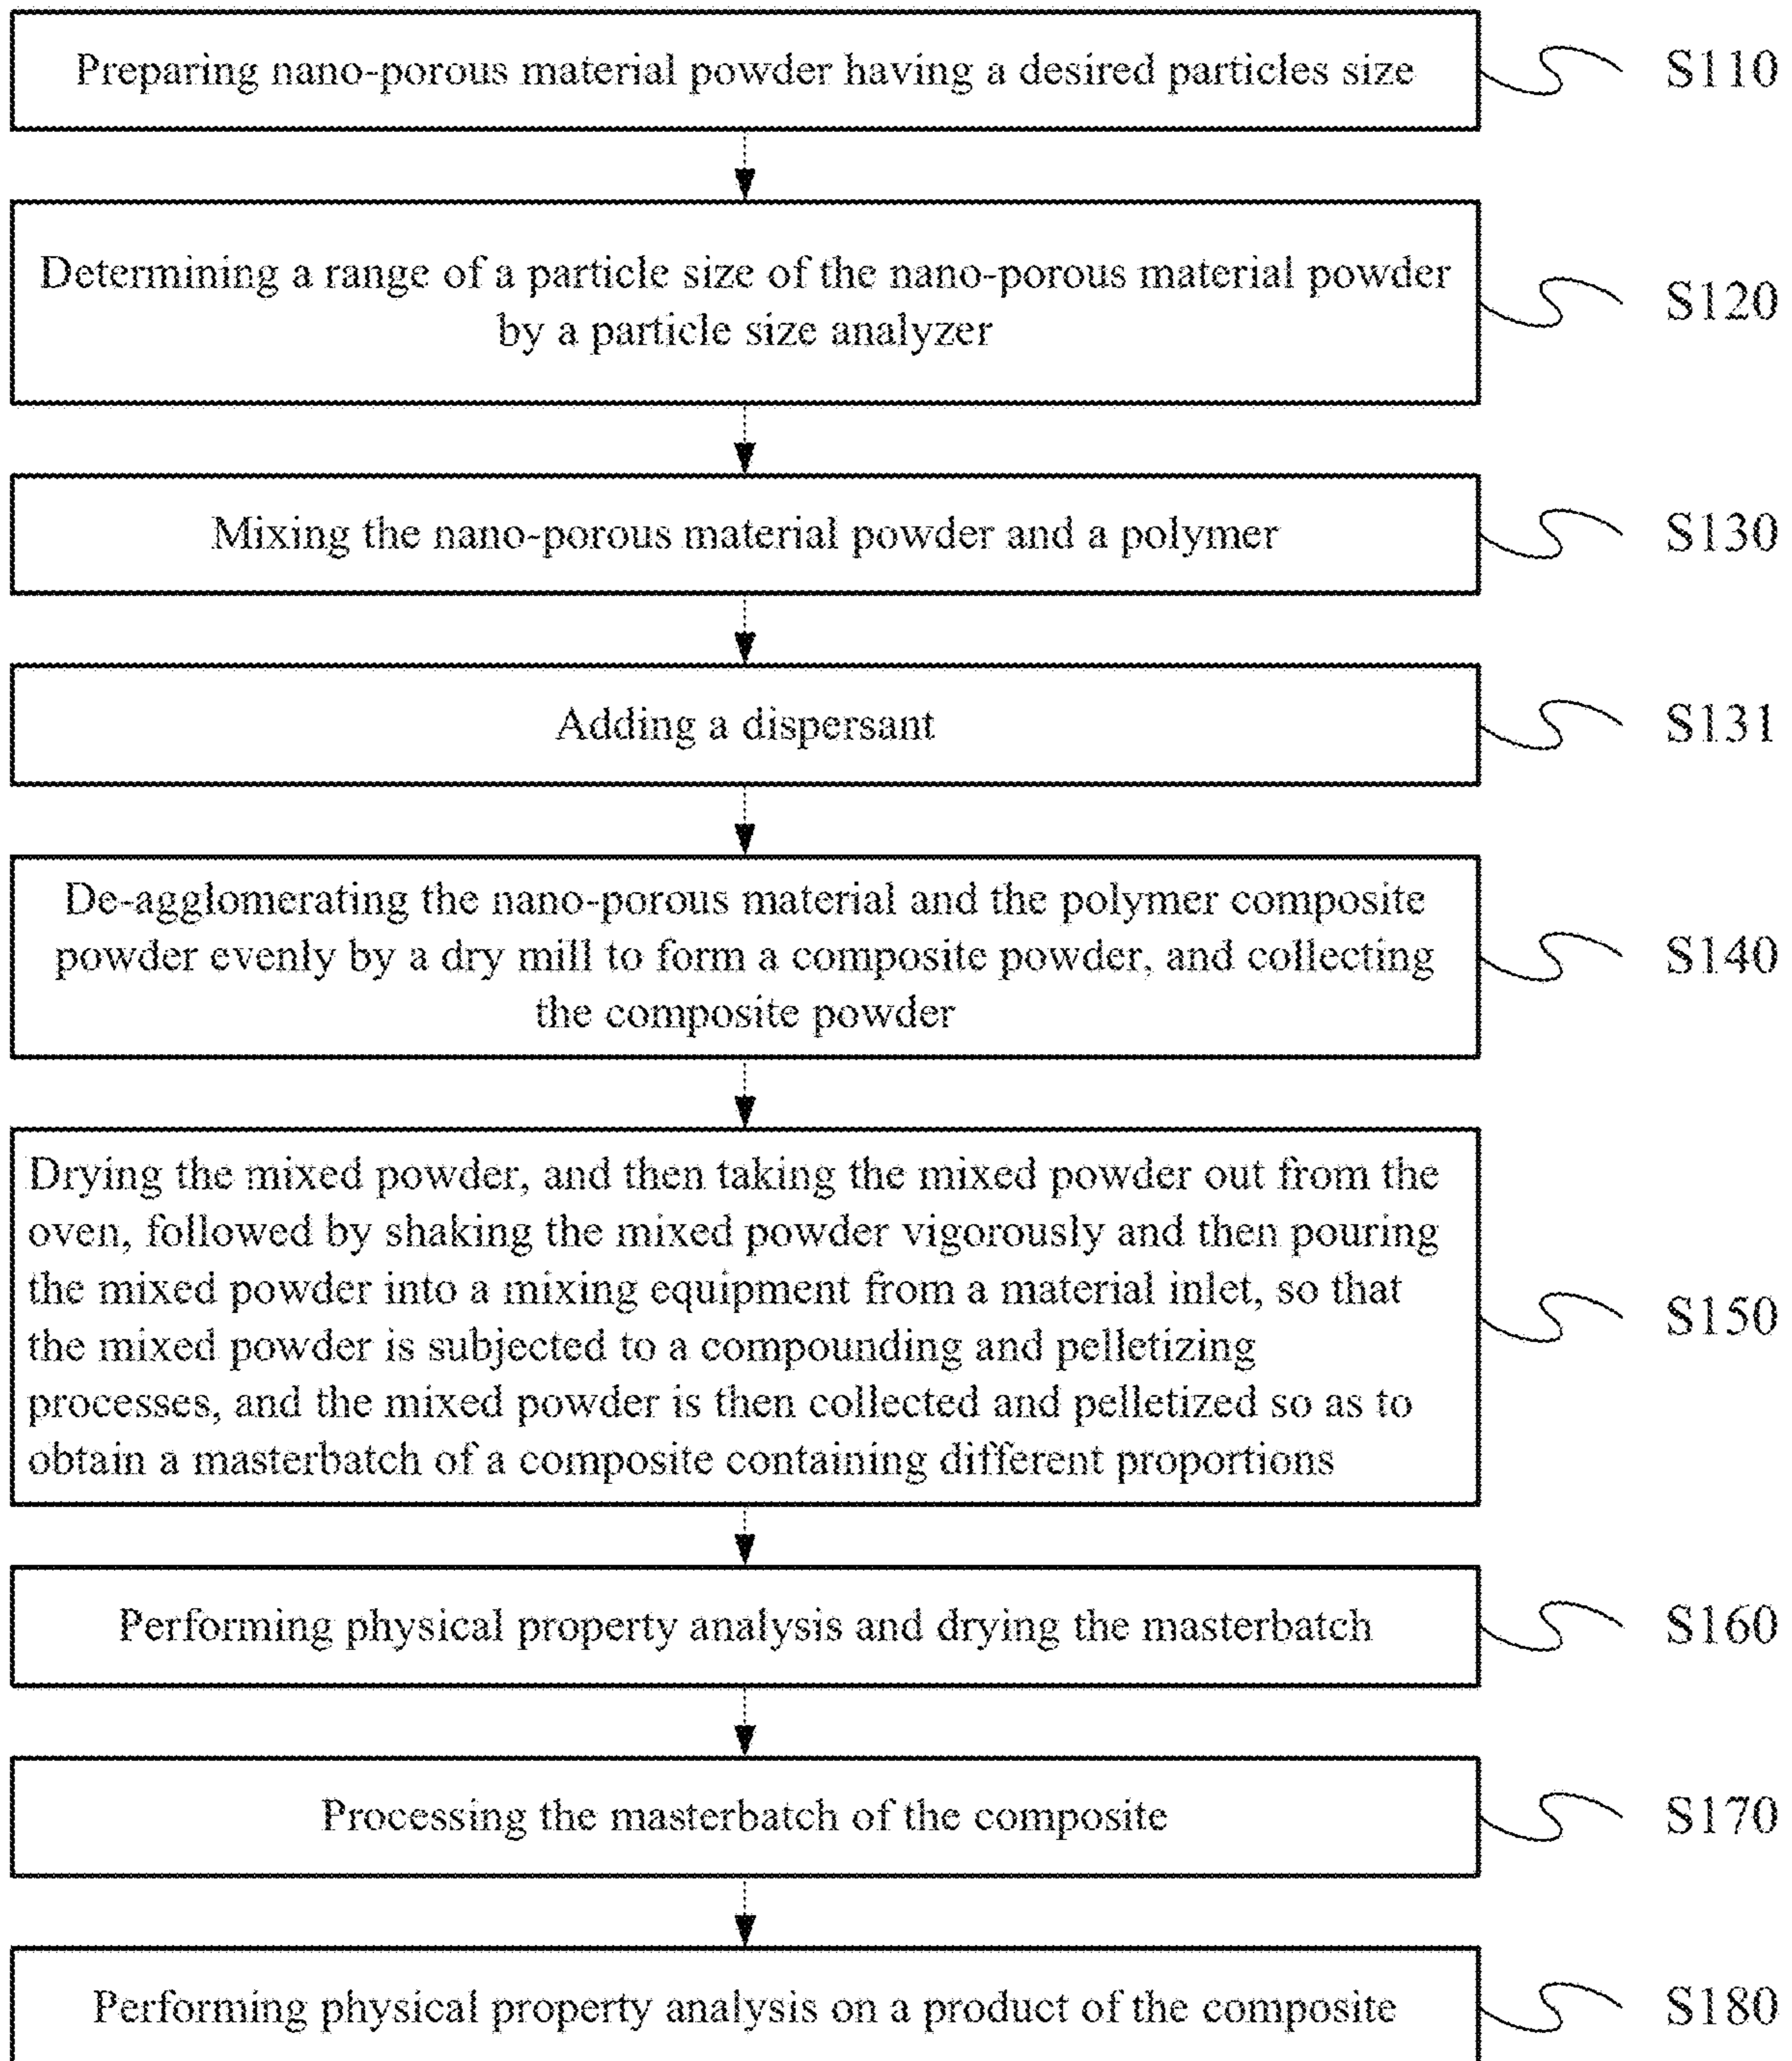 Preparing nano-porous material powder having a desired particles size
S110
Determining a range of a particle size of the nano-porous material powder
by a particle size analyzer
S120
Mixing the nano-porous material powder and a polymer
S130
Adding a dispersant
S131
De-agglomerating the nano-porous material and the polymer composite
powder evenly by a dry mill to form a composite powder, and collecting
the composite powder
S140
Drying the mixed powder, and then taking the mixed powder out from the
oven, followed by shaking the mixed powder vigorously and then pouring
the mixed powder into a mixing equipment from a material inlet, so that
the mixed powder is subjected to a compounding and pelletizing
processes, and the mixed powder is then collected and pelletized so as to
obtain a masterbatch of a composite containing different proportions
S150
Performing physical property analysis and drying the masterbatch
S160
Processing the masterbatch of the composite
S170
Performing physical property analysis on a product of the composite
S180